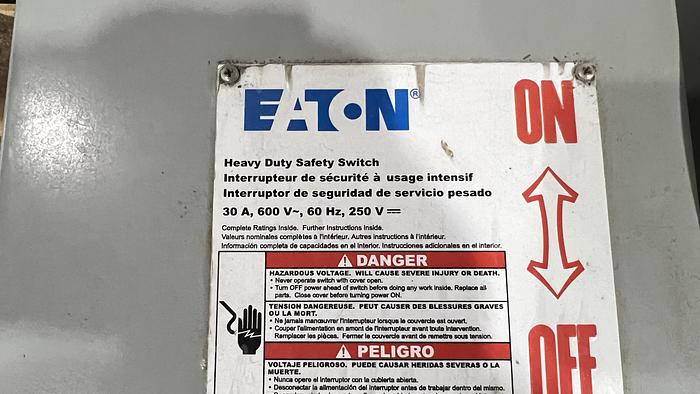 EATON®
ON
Heavy Duty Safety Switch
Interrupteur de sécurité à usage intensif
Interruptor de seguridad de servicio pesado
30 A, 600 V~, 60 Hz, 250 V ⎓
Complete Ratings Inside. Further Instructions Inside.
Valeurs nominales complètes à l'intérieur. Autres instructions à l'intérieur.
Información completa de capacidades en el interior. Instrucciones adicionales en el interior.
DANGER
HAZARDOUS VOLTAGE. WILL CAUSE SEVERE INJURY OR DEATH.
• Never operate switch with cover open.
• Turn OFF power ahead of switch before doing any work inside. Replace all
parts. Close cover before turning power ON.
TENSION DANGEREUSE. PEUT CAUSER DES BLESSURES GRAVES
OU LA MORT.
• Ne jamais manœuvrer l'interrupteur lorsque le couvercle est ouvert.
• Couper l'alimentation en amont de l'interrupteur avant toute intervention.
Remplacer les pièces. Fermer le couvercle avant de remettre sous tension.
PELIGRO
VOLTAJE PELIGROSO. PUEDE CAUSAR HERIDAS SEVERAS O LA
MUERTE.
• Nunca opere el interruptor con la cubierta abierta.
• Desconectar la alimentación del interruptor antes de trabajar dentro del mismo.
OFF